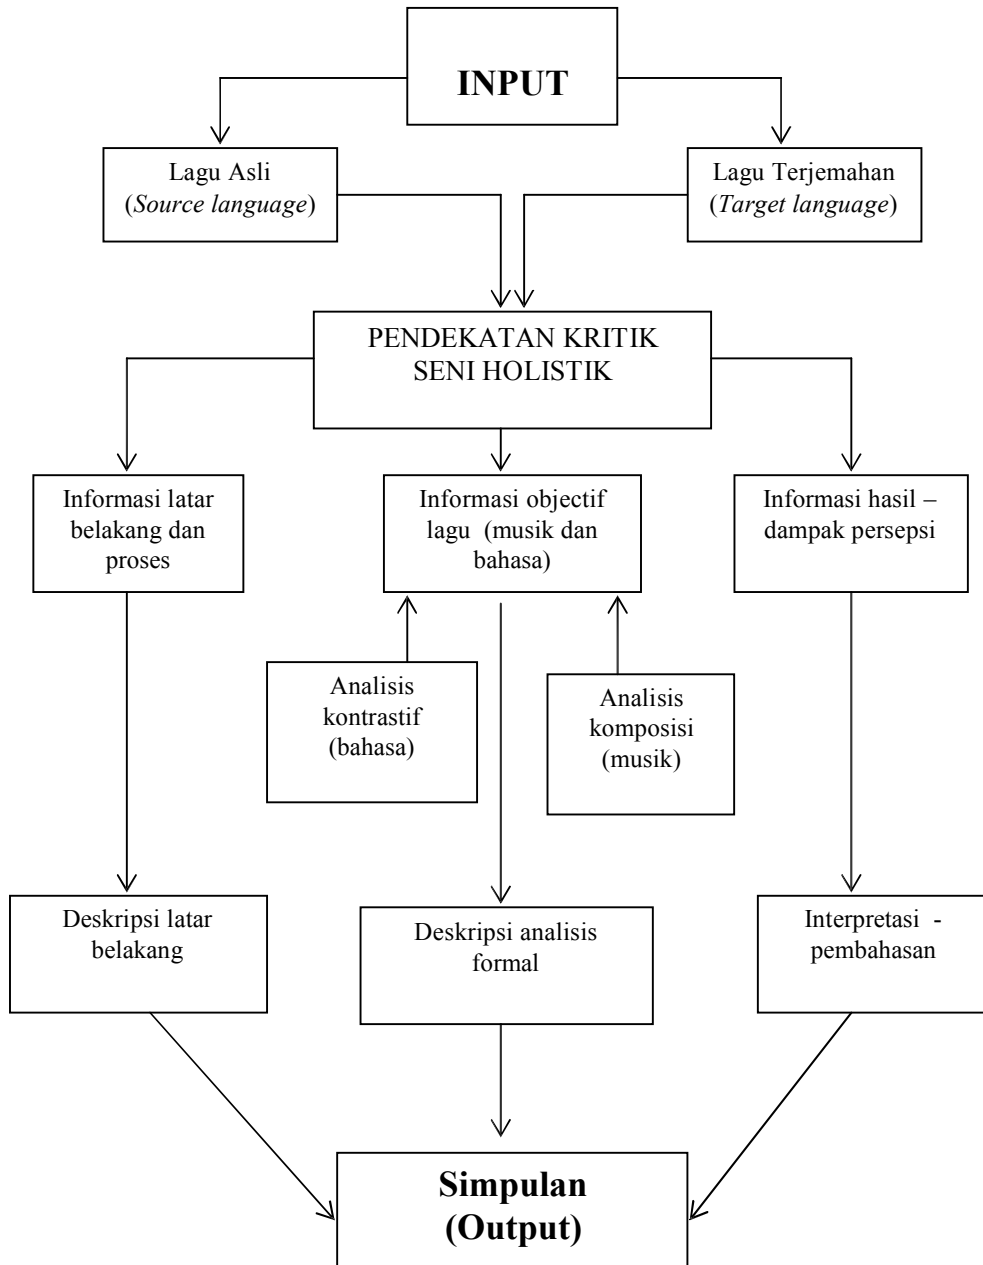 INPUT
Lagu Asli
(Source language)
Lagu Terjemahan
(Target language)
PENDEKATAN KRITIK
SENI HOLISTIK
Informasi latar
belakang dan
proses
Informasi objectif
lagu (musik dan
bahasa)
Informasi hasil –
dampak persepsi
Analisis
kontrastif
(bahasa)
Analisis
komposisi
(musik)
Deskripsi latar
belakang
Deskripsi analisis
formal
Interpretasi -
pembahasan
Simpulan
(Output)